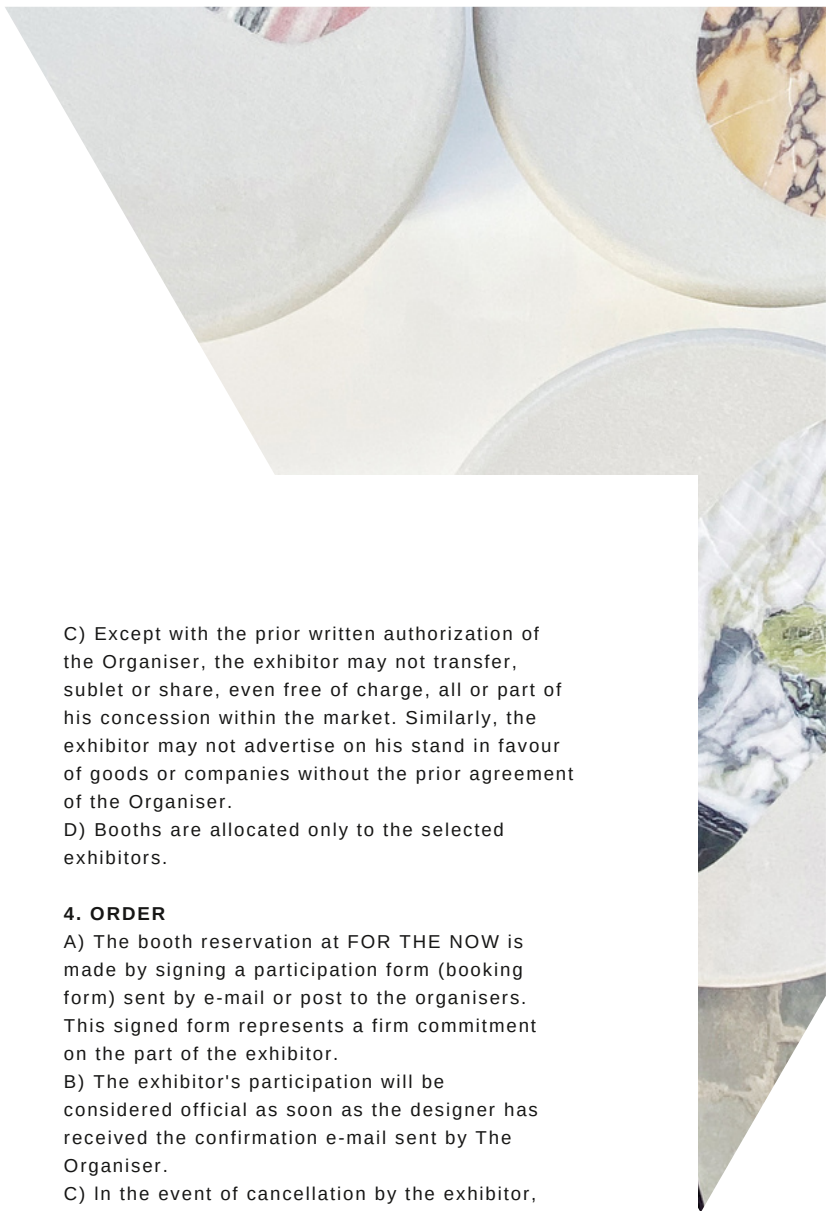 C) Except with the prior written authorization of
the Organiser, the exhibitor may not transfer,
sublet or share, even free of charge, all or part of
his concession within the market. Similarly, the
exhibitor may not advertise on his stand in favour
of goods or companies without the prior agreement
of the Organiser.
D) Booths are allocated only to the selected
exhibitors.
4. ORDER
A) The booth reservation at FOR THE NOW is
made by signing a participation form (booking
form) sent by e-mail or post to the organisers.
This signed form represents a firm commitment
on the part of the exhibitor.
B) The exhibitor's participation will be
considered official as soon as the designer has
received the confirmation e-mail sent by The
Organiser.
C) In the event of cancellation by the exhibitor,